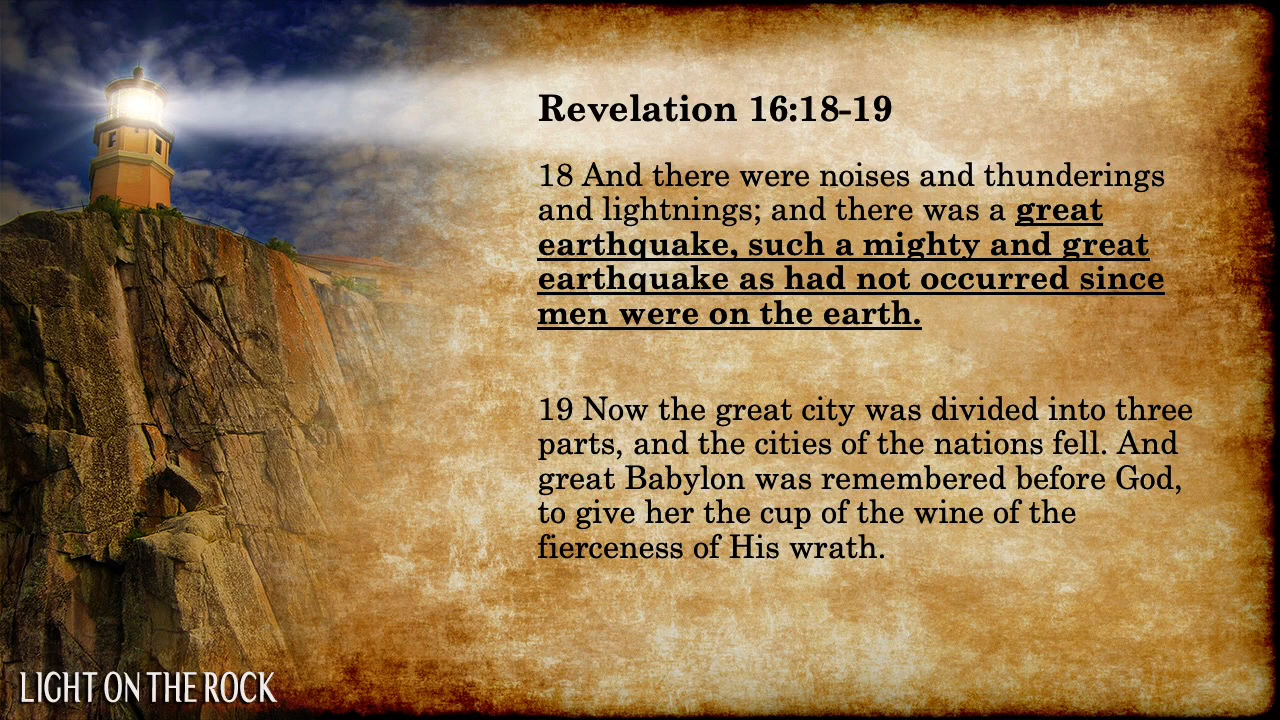 Revelation 16:18-19
18 And there were noises and thunderings
and lightnings; and there was a great
earthquake, such a mighty and great
earthquake as had not occurred since
men were on the earth.
19 Now the great city was divided into three
parts, and the cities of the nations fell. And
great Babylon was remembered before God,
to give her the cup of the wine of the
fierceness of His wrath.
LIGHT ON THE ROCK